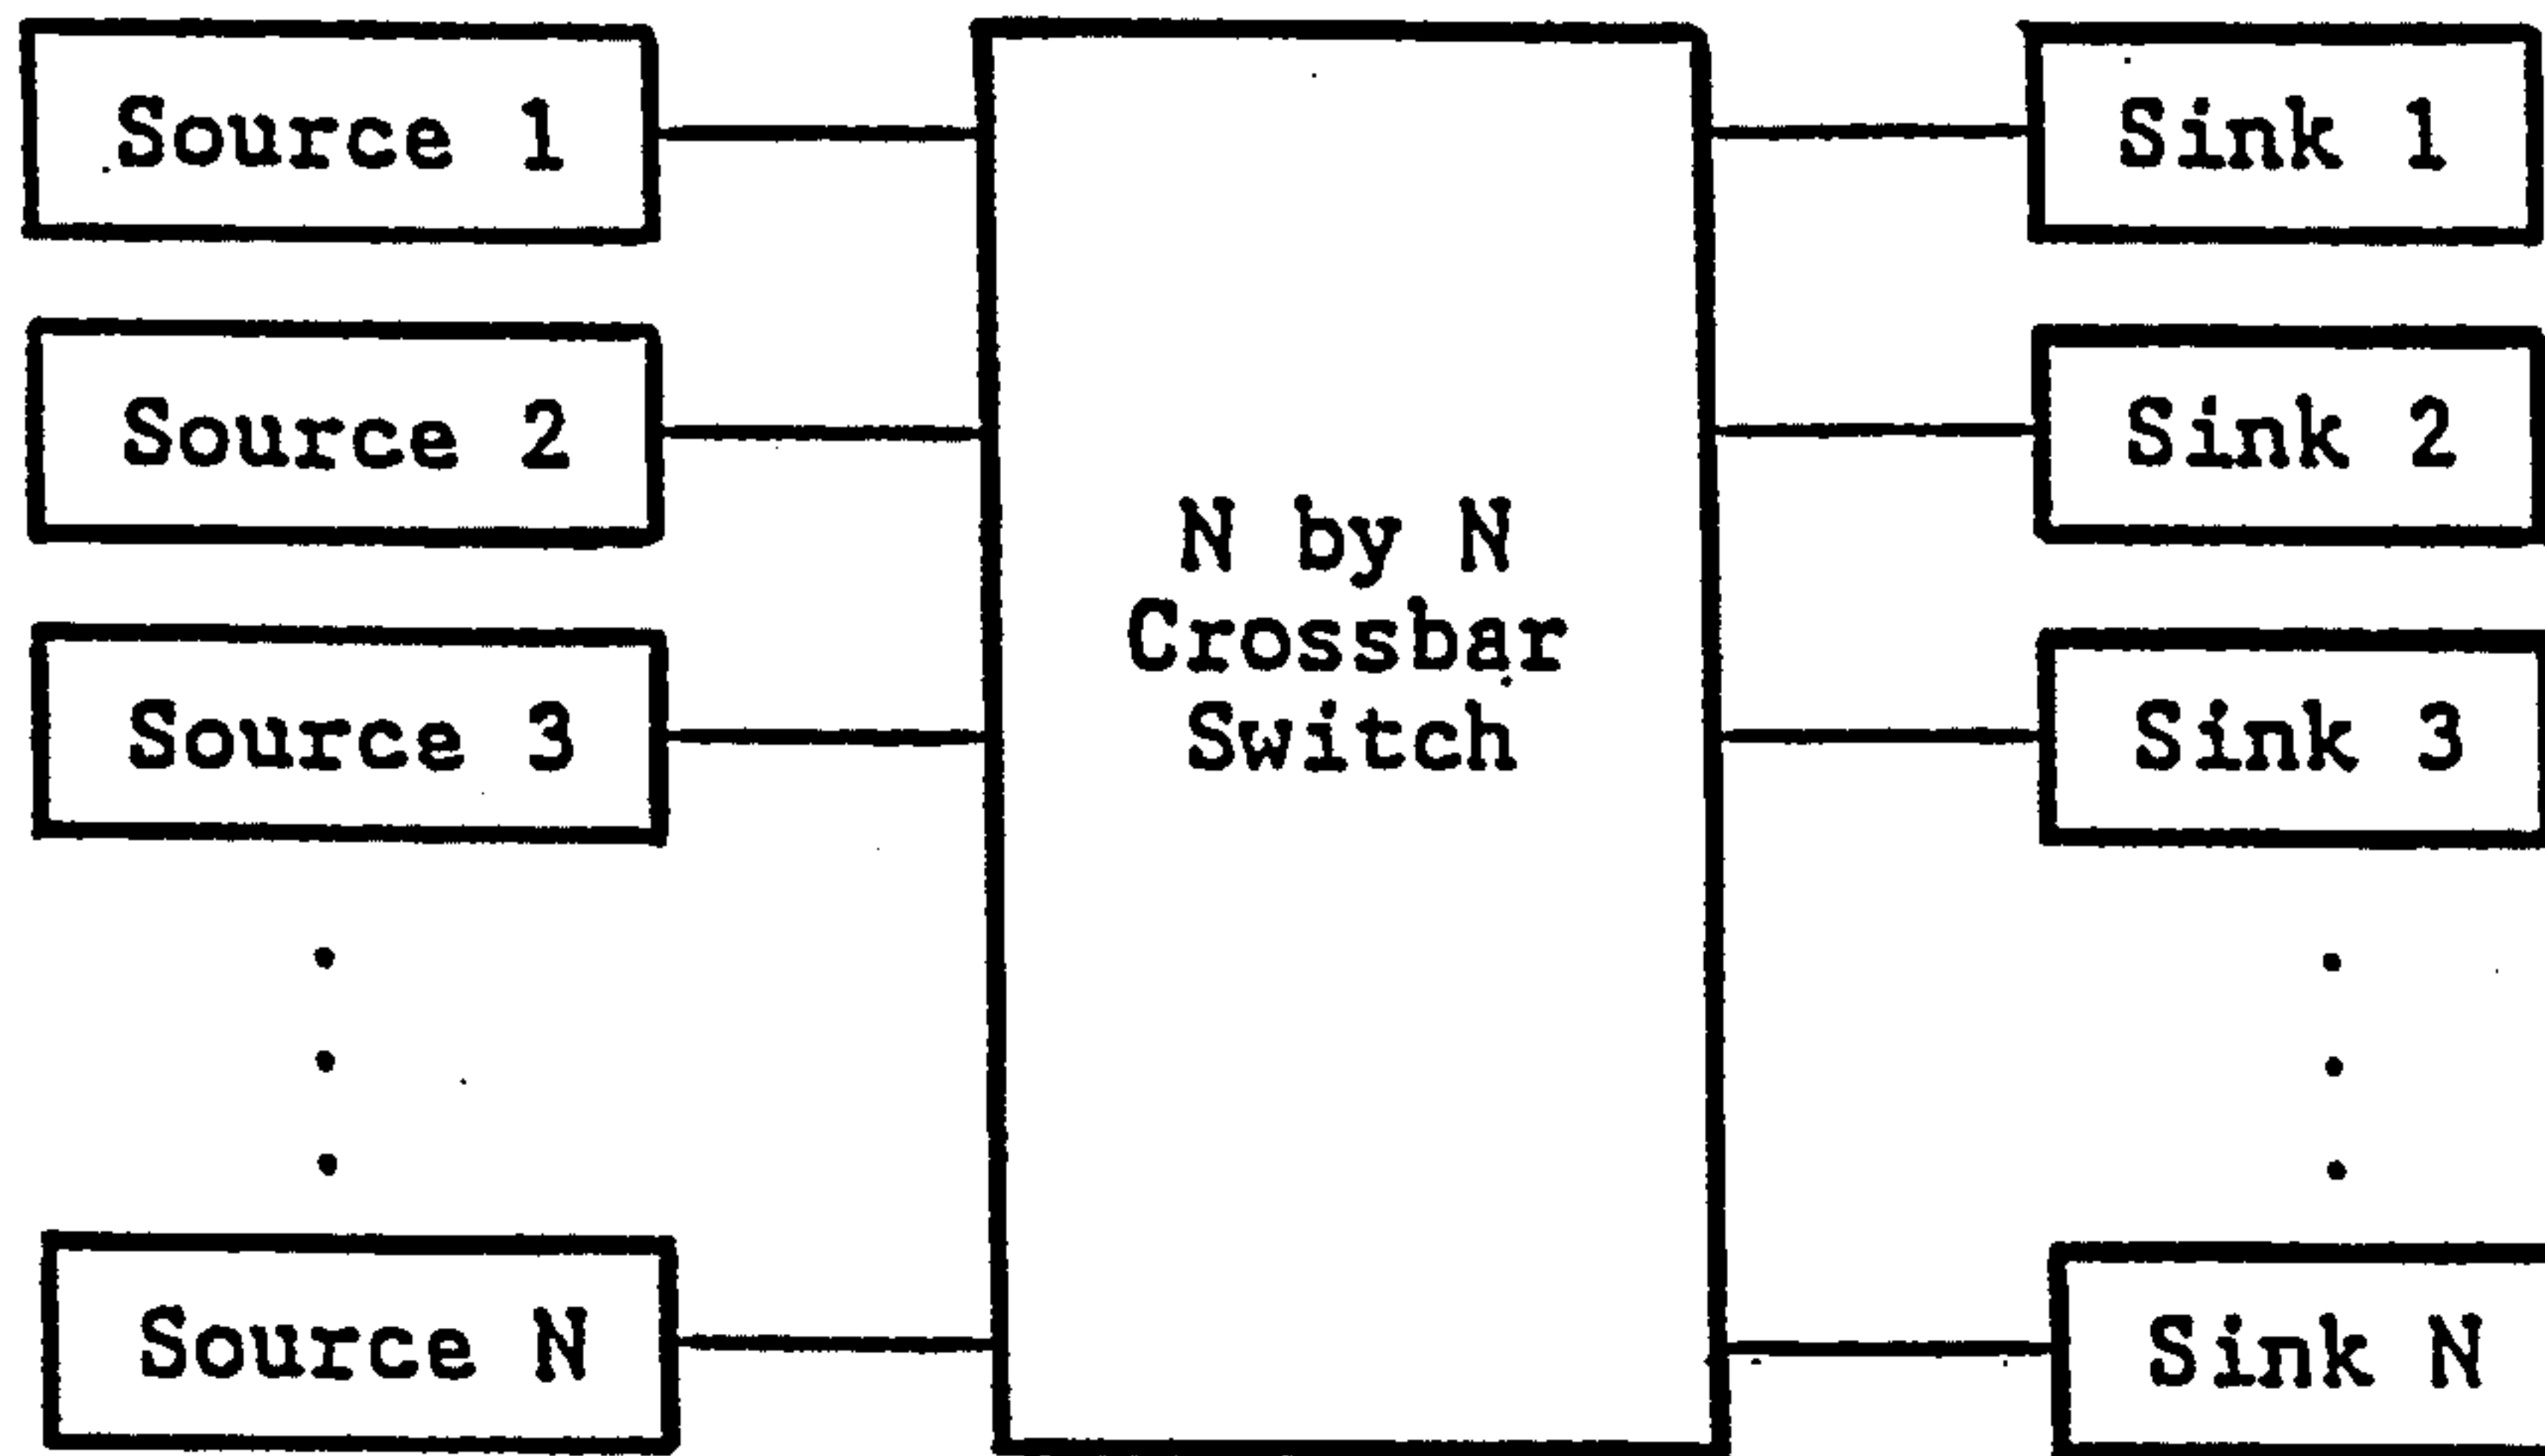 Source 1
Source 2
Source 3
Source N
N by N
Crossbar
Switch
Sink 1
Sink 2
Sink 3
Sink N